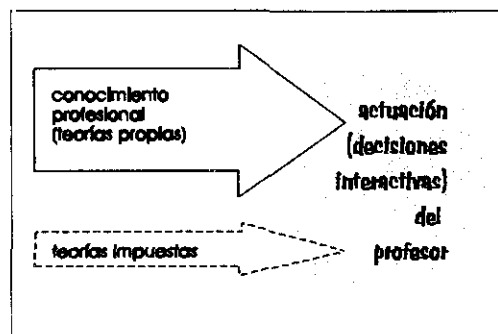 conocimiento
profesional
(teorías propias)
actuación
(decisiones
interactivas)
del
profesor
teorías impuestas